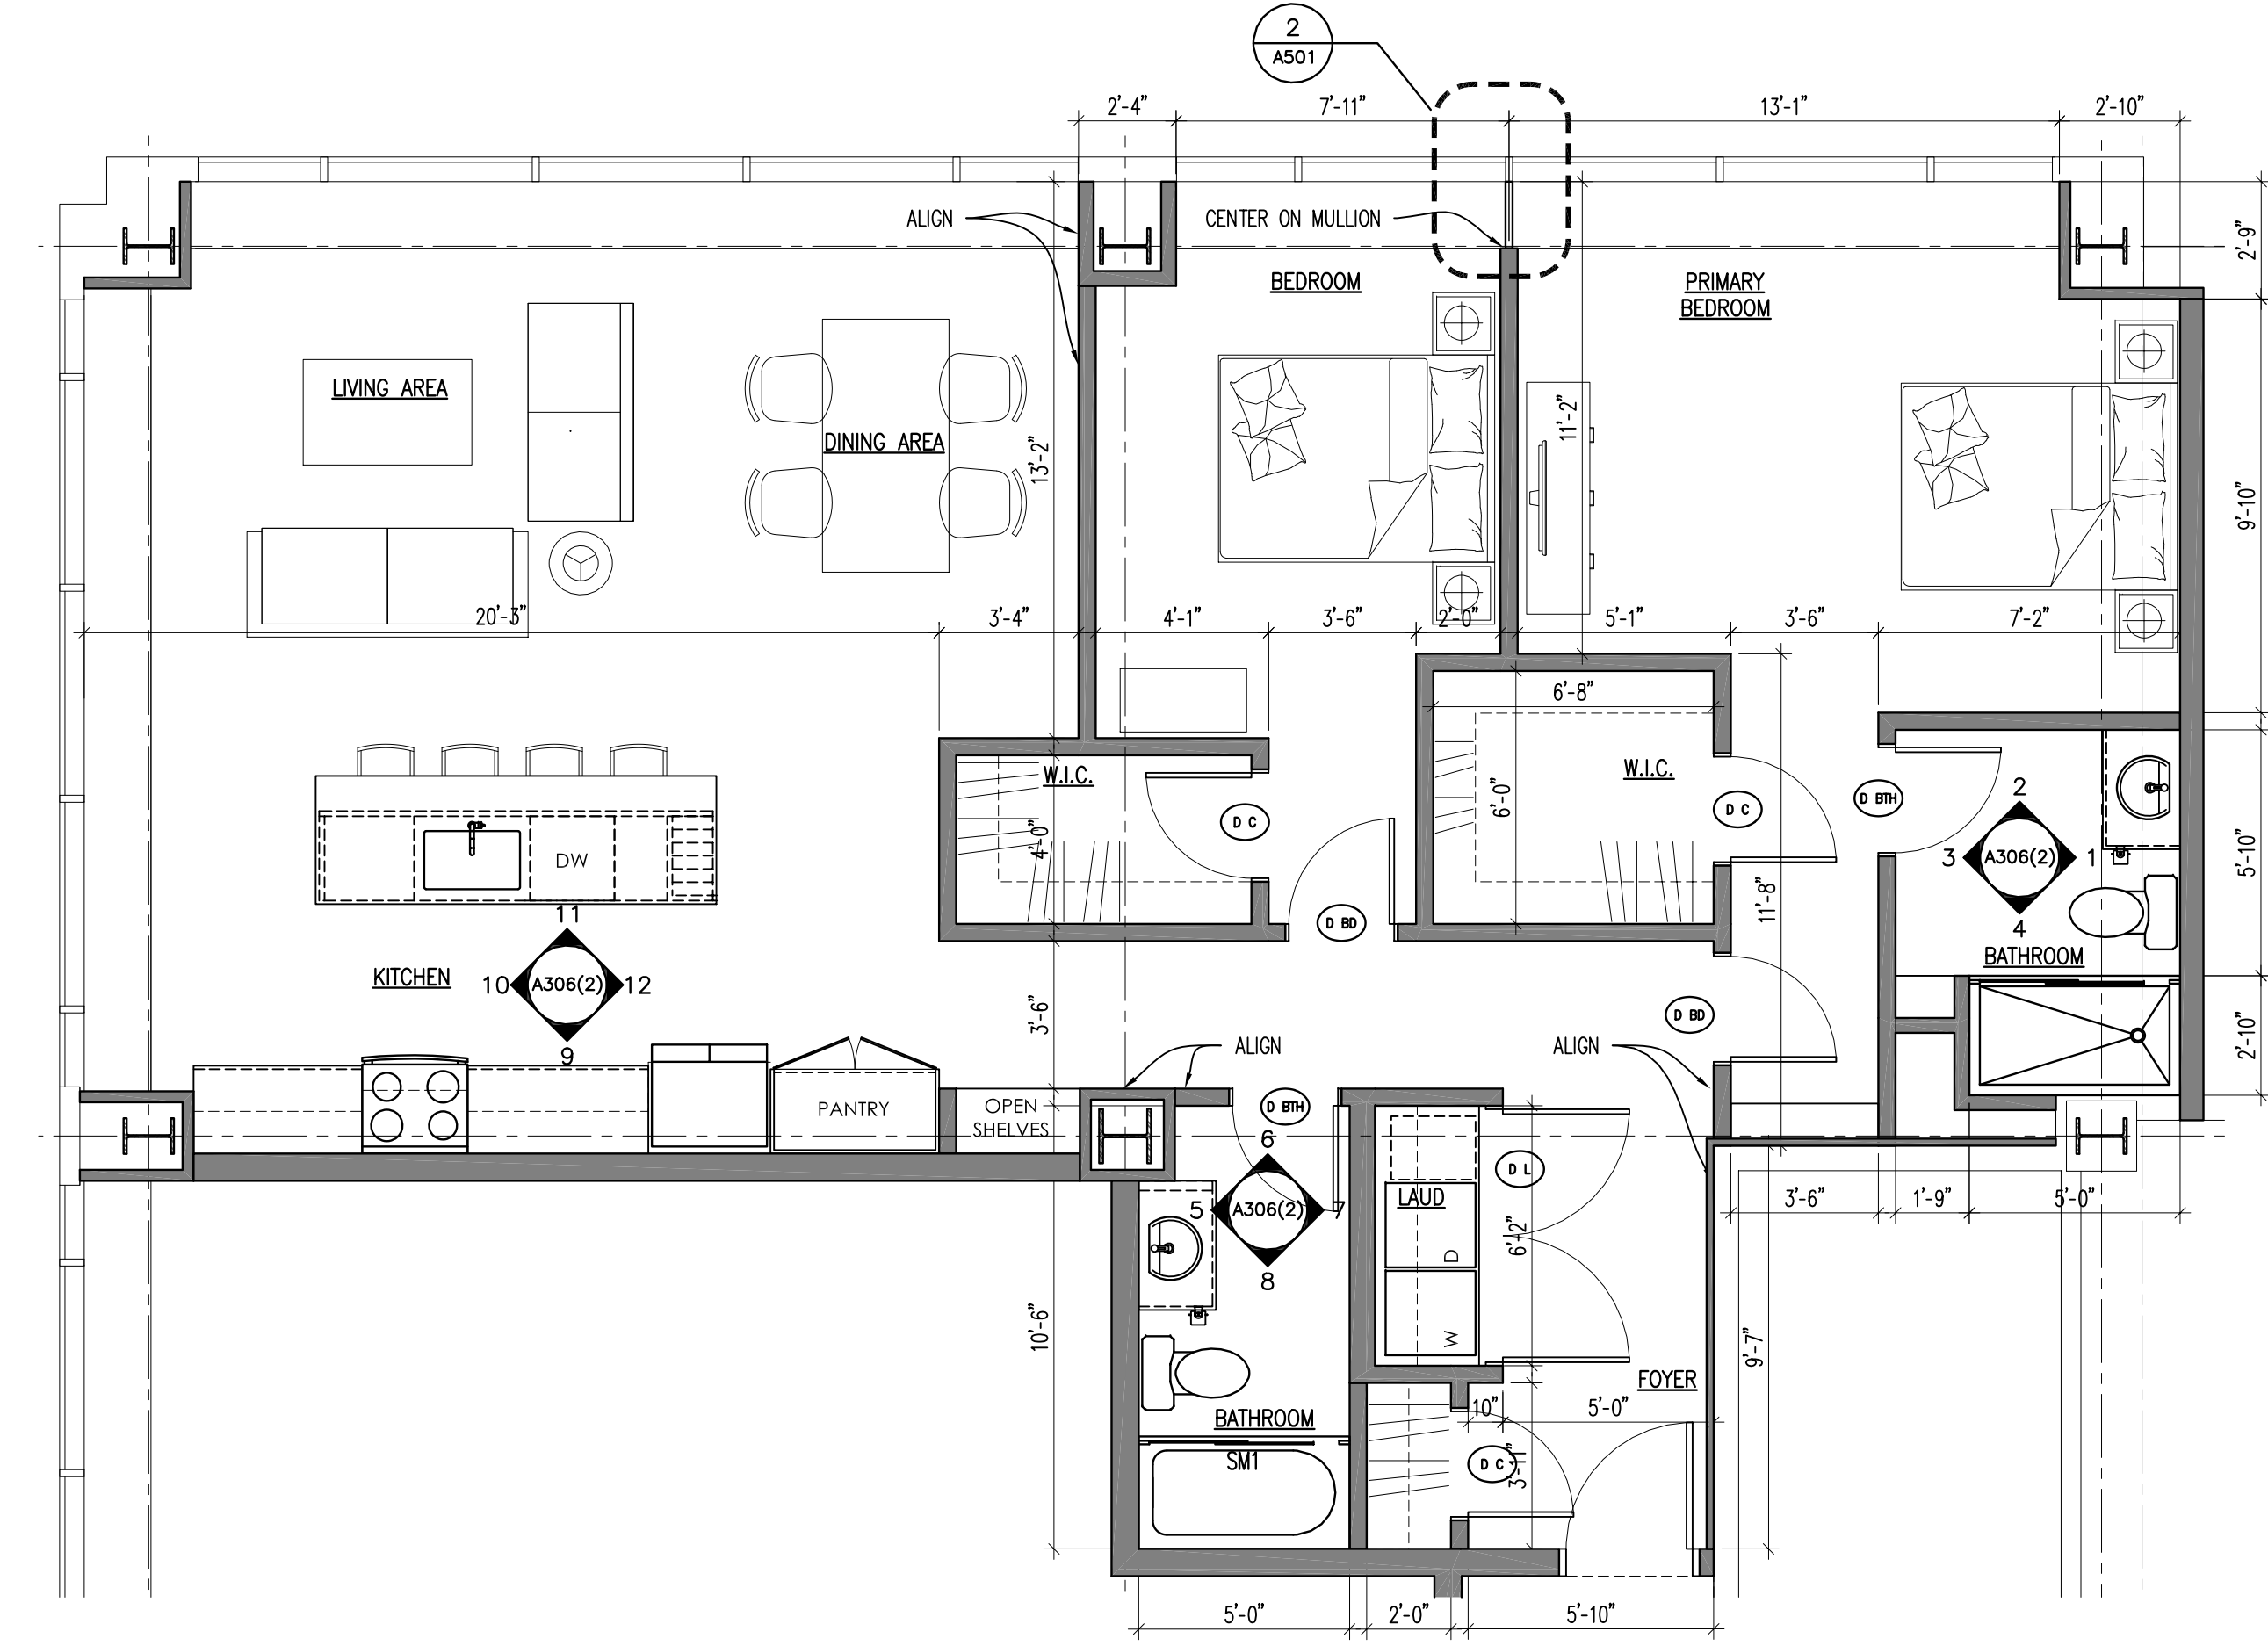 2
A501
2'-4"
7'-11"
13'-1"
2'-10"
ALIGN
CENTER ON MULLION
2'-9"
BEDROOM
PRIMARY
BEDROOM
LIVING AREA
DINING AREA
13'-2"
11'-2"
9'-10"
20'-3"
3'-4"
4'-1"
3'-6"
2'-0"
5'-1"
3'-6"
7'-2"
6'-8"
W.I.C.
W.I.C.
6'-0"
4'-0"
D C
D C
D BTH
2
3
A306(2)
1
4
BATHROOM
5'-10"
DW
11
10
A306(2)
12
9
KITCHEN
D BD
11'-8"
D BD
3'-6"
2'-10"
ALIGN
ALIGN
PANTRY
OPEN
SHELVES
D BTH
6
5
A306(2)
7
8
D L
LAUD
D
W
6'-2"
3'-6"
1'-9"
5'-0"
10'-6"
9'-7"
FOYER
10"
5'-0"
BATHROOM
SM1
D C
3'-11"
5'-0"
2'-0"
5'-10"